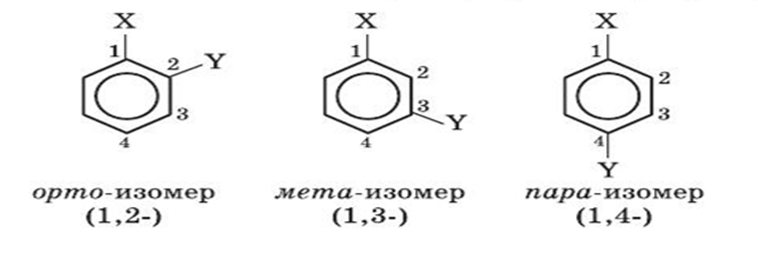 X
1
2
Y
3
4
орто-изомер
(1,2-)
X
1
2
3
Y
4
мета-изомер
(1,3-)
X
1
2
3
4
Y
пара-изомер
(1,4-)